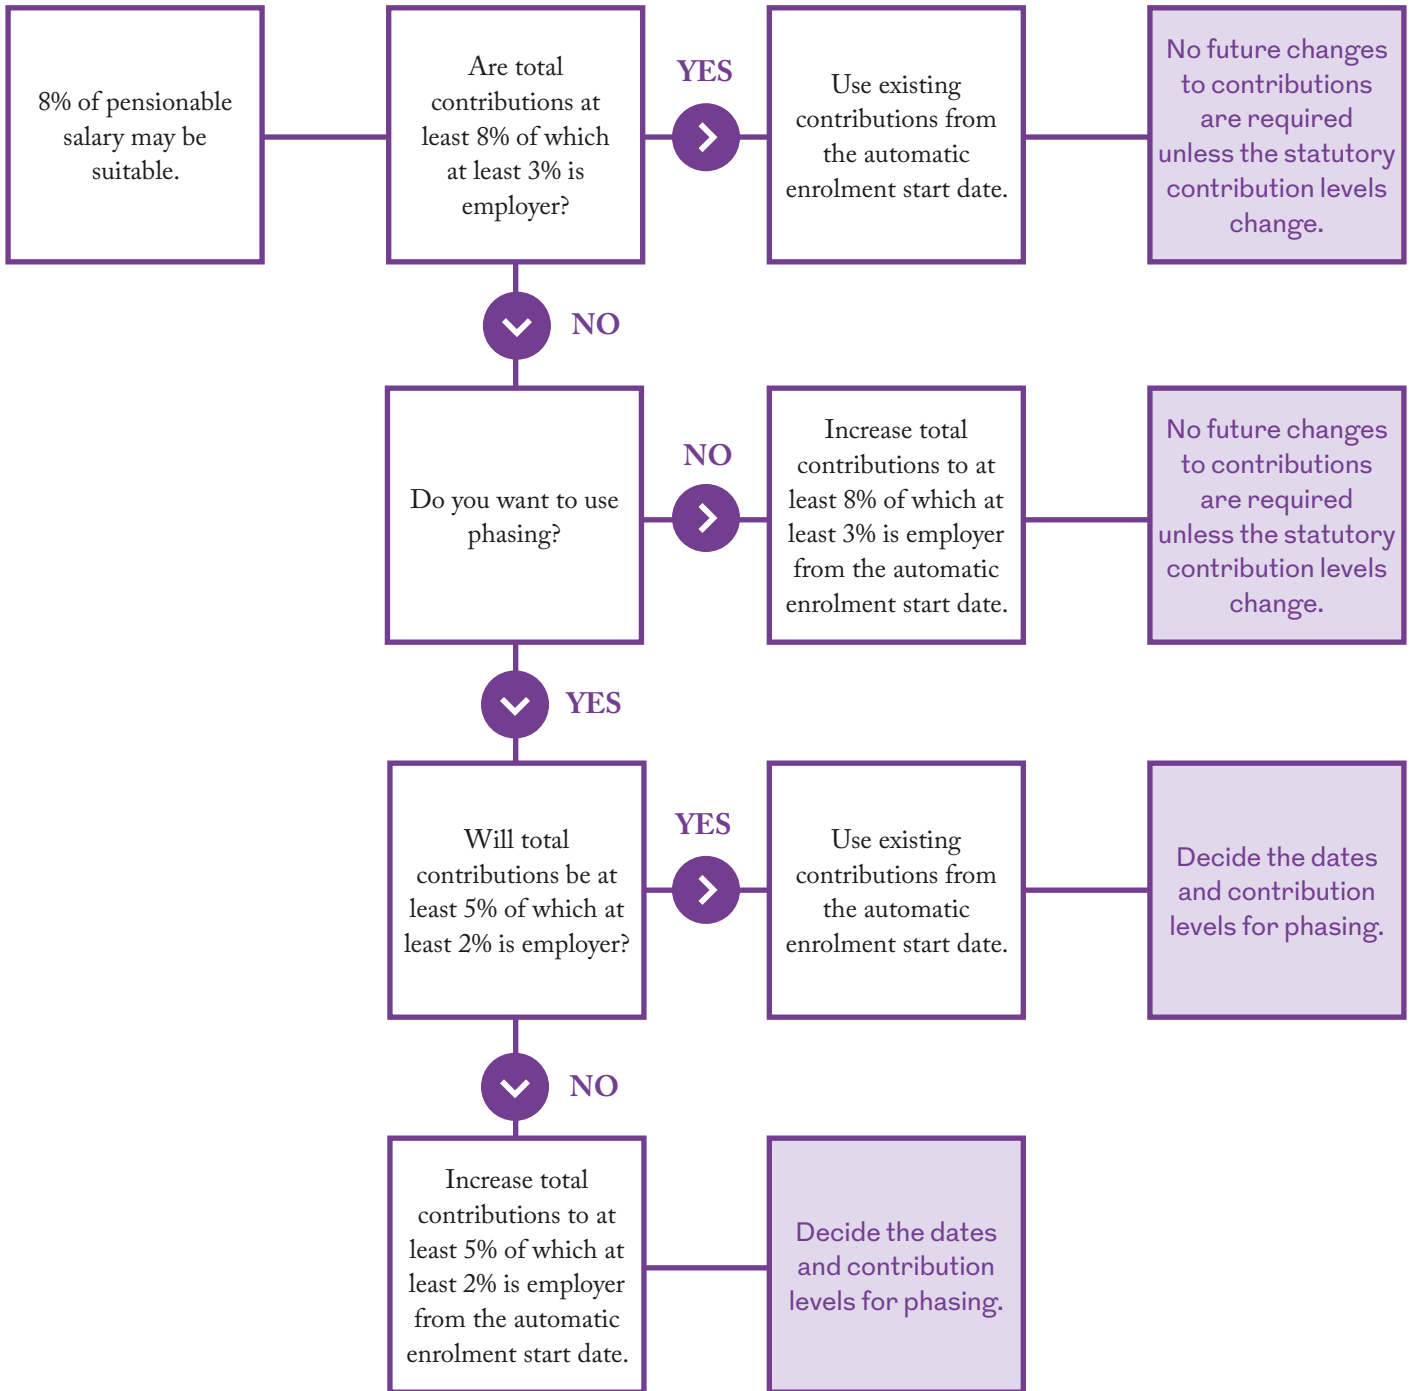 8% of pensionable
salary may be
suitable.
Are total
contributions at
least 8% of which
at least 3% is
employer?
YES
Use existing
contributions from
the automatic
enrolment start date.
No future changes
to contributions
are required
unless the statutory
contribution levels
change.
NO
Do you want to use
phasing?
NO
Increase total
contributions to at
least 8% of which at
least 3% is employer
from the automatic
enrolment start date.
No future changes
to contributions
are required
unless the statutory
contribution levels
change.
YES
Will total
contributions be at
least 5% of which at
least 2% is employer?
YES
Use existing
contributions from
the automatic
enrolment start date.
Decide the dates
and contribution
levels for phasing.
NO
Increase total
contributions to at
least 5% of which at
least 2% is employer
from the automatic
enrolment start date.
Decide the dates
and contribution
levels for phasing.